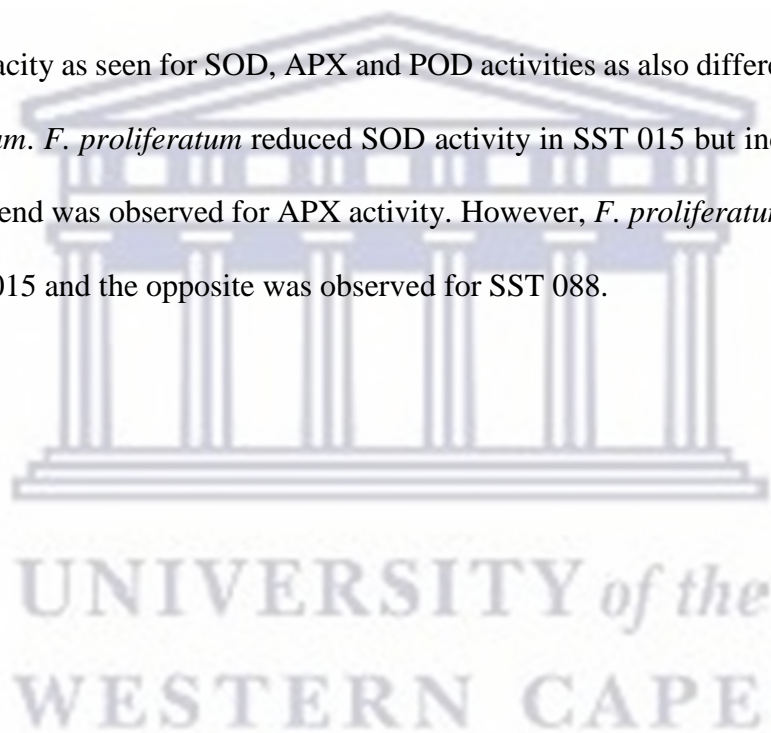 acity as seen for SOD, APX and POD activities as also differe
um. F. proliferatum reduced SOD activity in SST 015 but inc
end was observed for APX activity. However, F. proliferatum
015 and the opposite was observed for SST 088.
UNIVERSITY of the
WESTERN CAPE